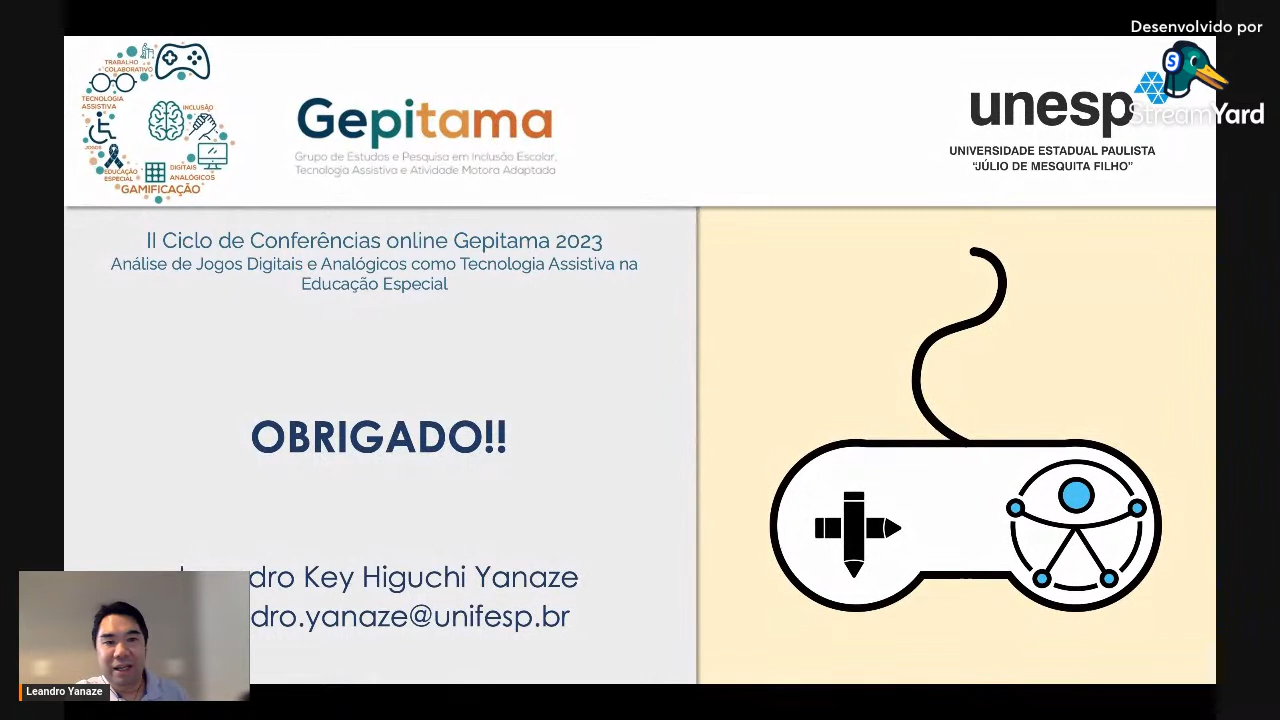 Desenvolvido por
StreamYard
TRABALHO
COLABORATIVO
TECNOLOGIA
ASSISTIVA
INCLUSÃO
JOGOS
EDUCAÇÃO
ESPECIAL
DIGITAIS
ANALÓGICOS
GAMIFICAÇÃO
Gepitama
Grupo de Estudos e Pesquisa em Inclusão Escolar,
Tecnologia Assistiva e Atividade Motora Adaptada
unesp
UNIVERSIDADE ESTADUAL PAULISTA
“JÚLIO DE MESQUITA FILHO”
II Ciclo de Conferências online Gepitama 2023
Análise de Jogos Digitais e Analógicos como Tecnologia Assistiva na
Educação Especial
OBRIGADO!!
dro Key Higuchi Yanaze
dro.yanaze@unifesp.br
Leandro Yanaze